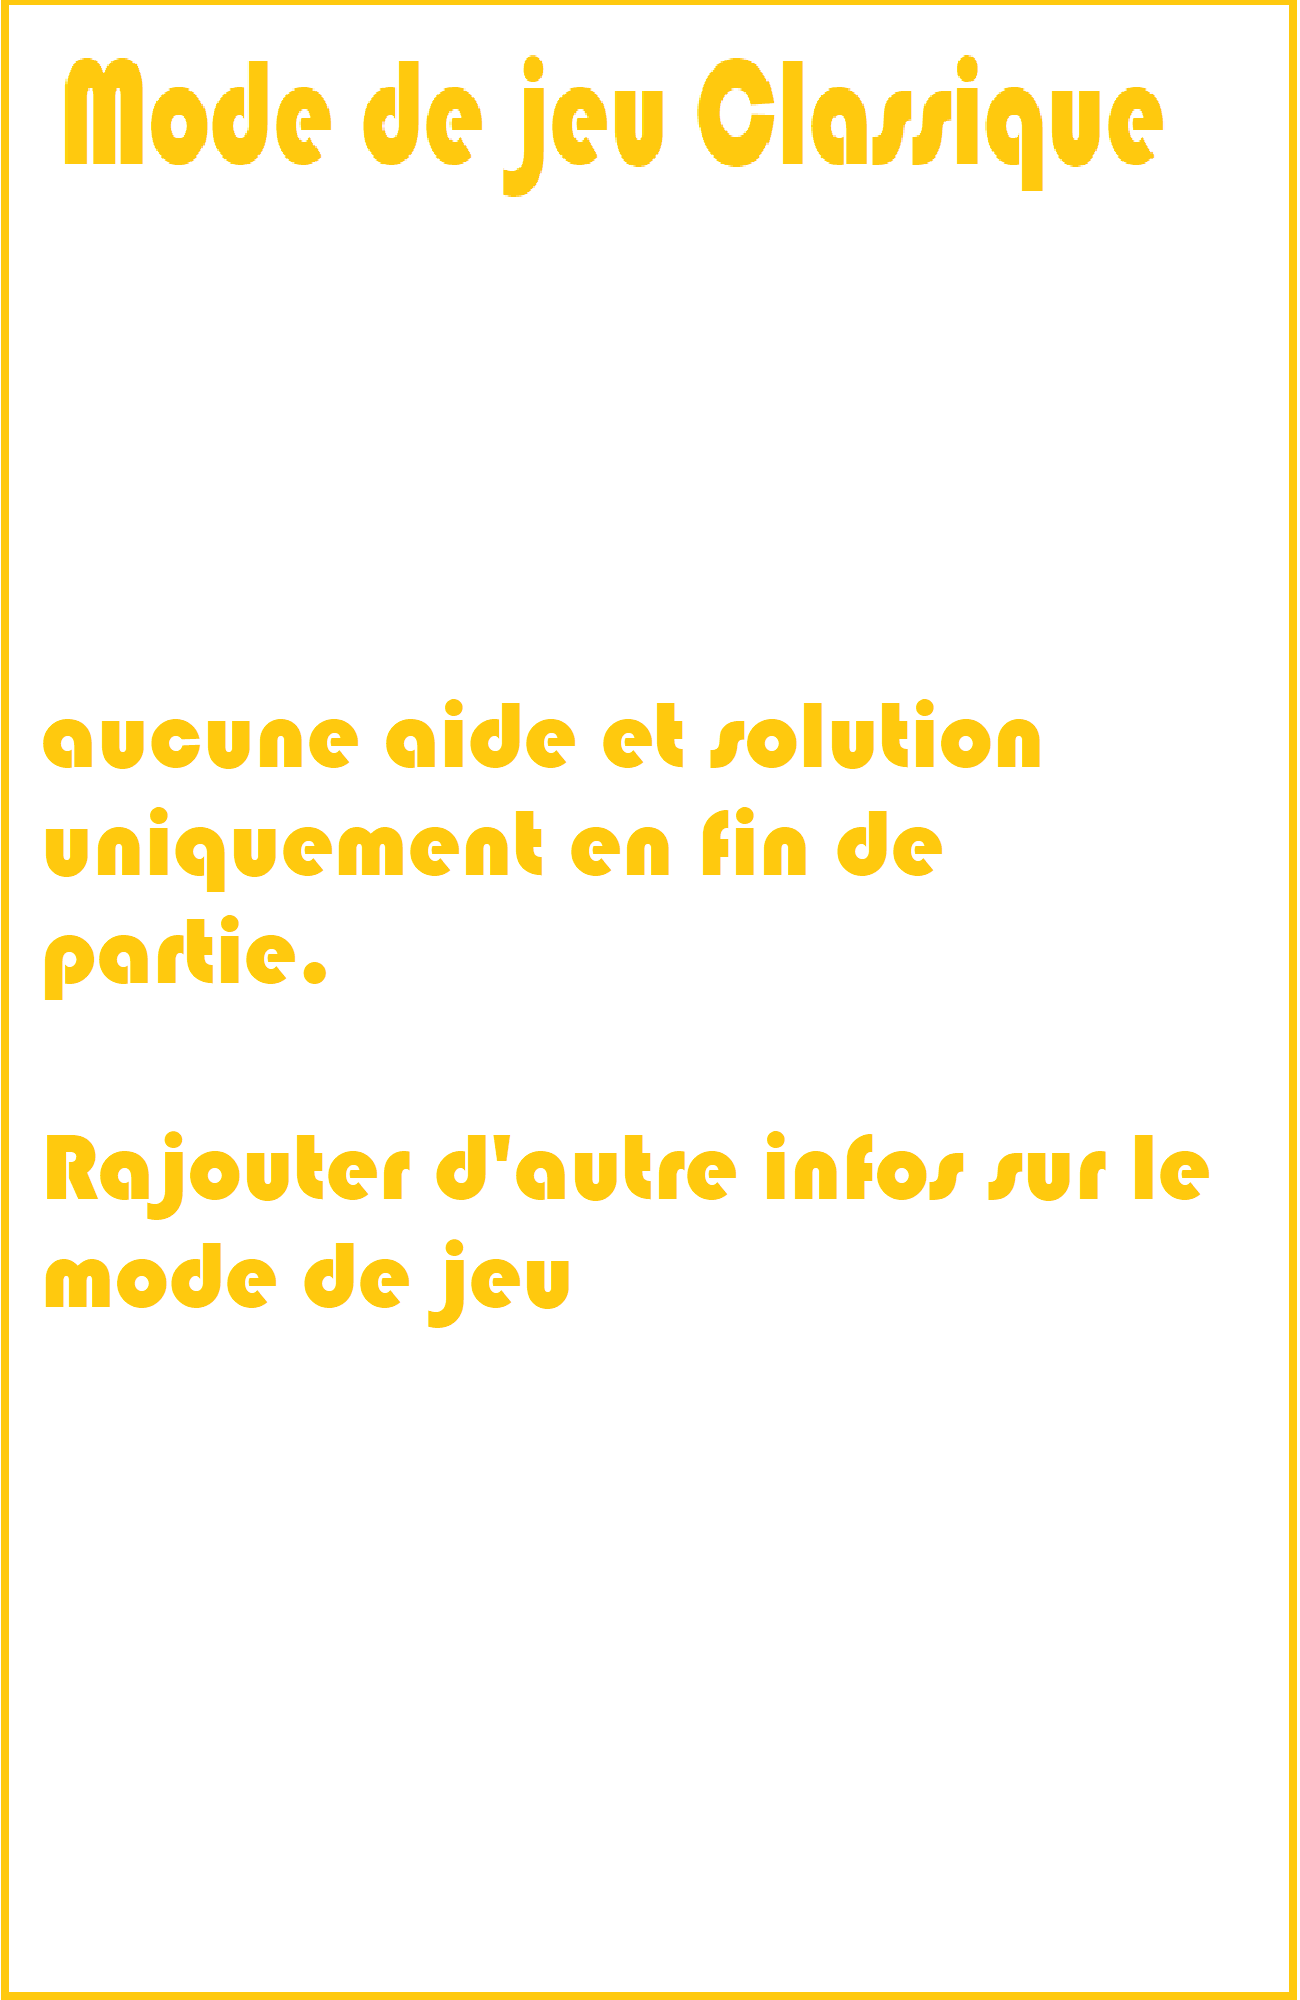 Mode de jeu Classique
aucune aide et solution
uniquement en fin de
partie.
Rajouter d'autre infos sur le
mode de jeu